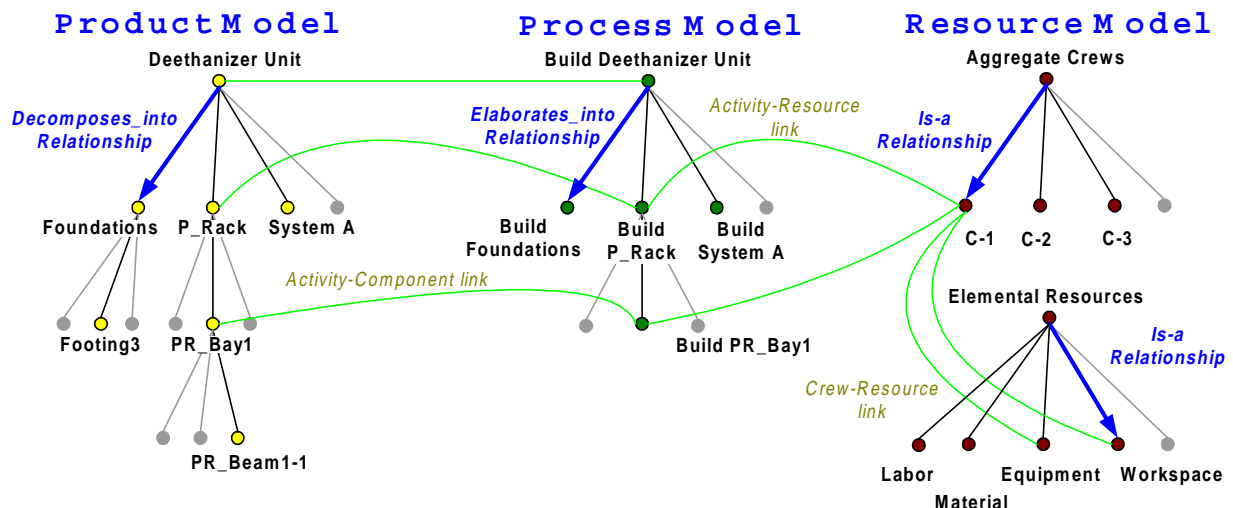 Product Model
Process Model
Resource Model
Deethanizer Unit
Build Deethanizer Unit
Aggregate Crews
Decomposes_into
Relationship
Elaborates_into
Relationship
Activity-Resource
link
Is-a
Relationship
Foundations
P_Rack
System A
Build
Foundations
Build
P_Rack
Build
System A
C-1
C-2
C-3
Activity-Component link
Elemental Resources
Footing3
PR_Bay1
Build PR_Bay1
Is-a
Relationship
Crew-Resource
link
PR_Beam1-1
Labor
Material
Equipment
Workspace